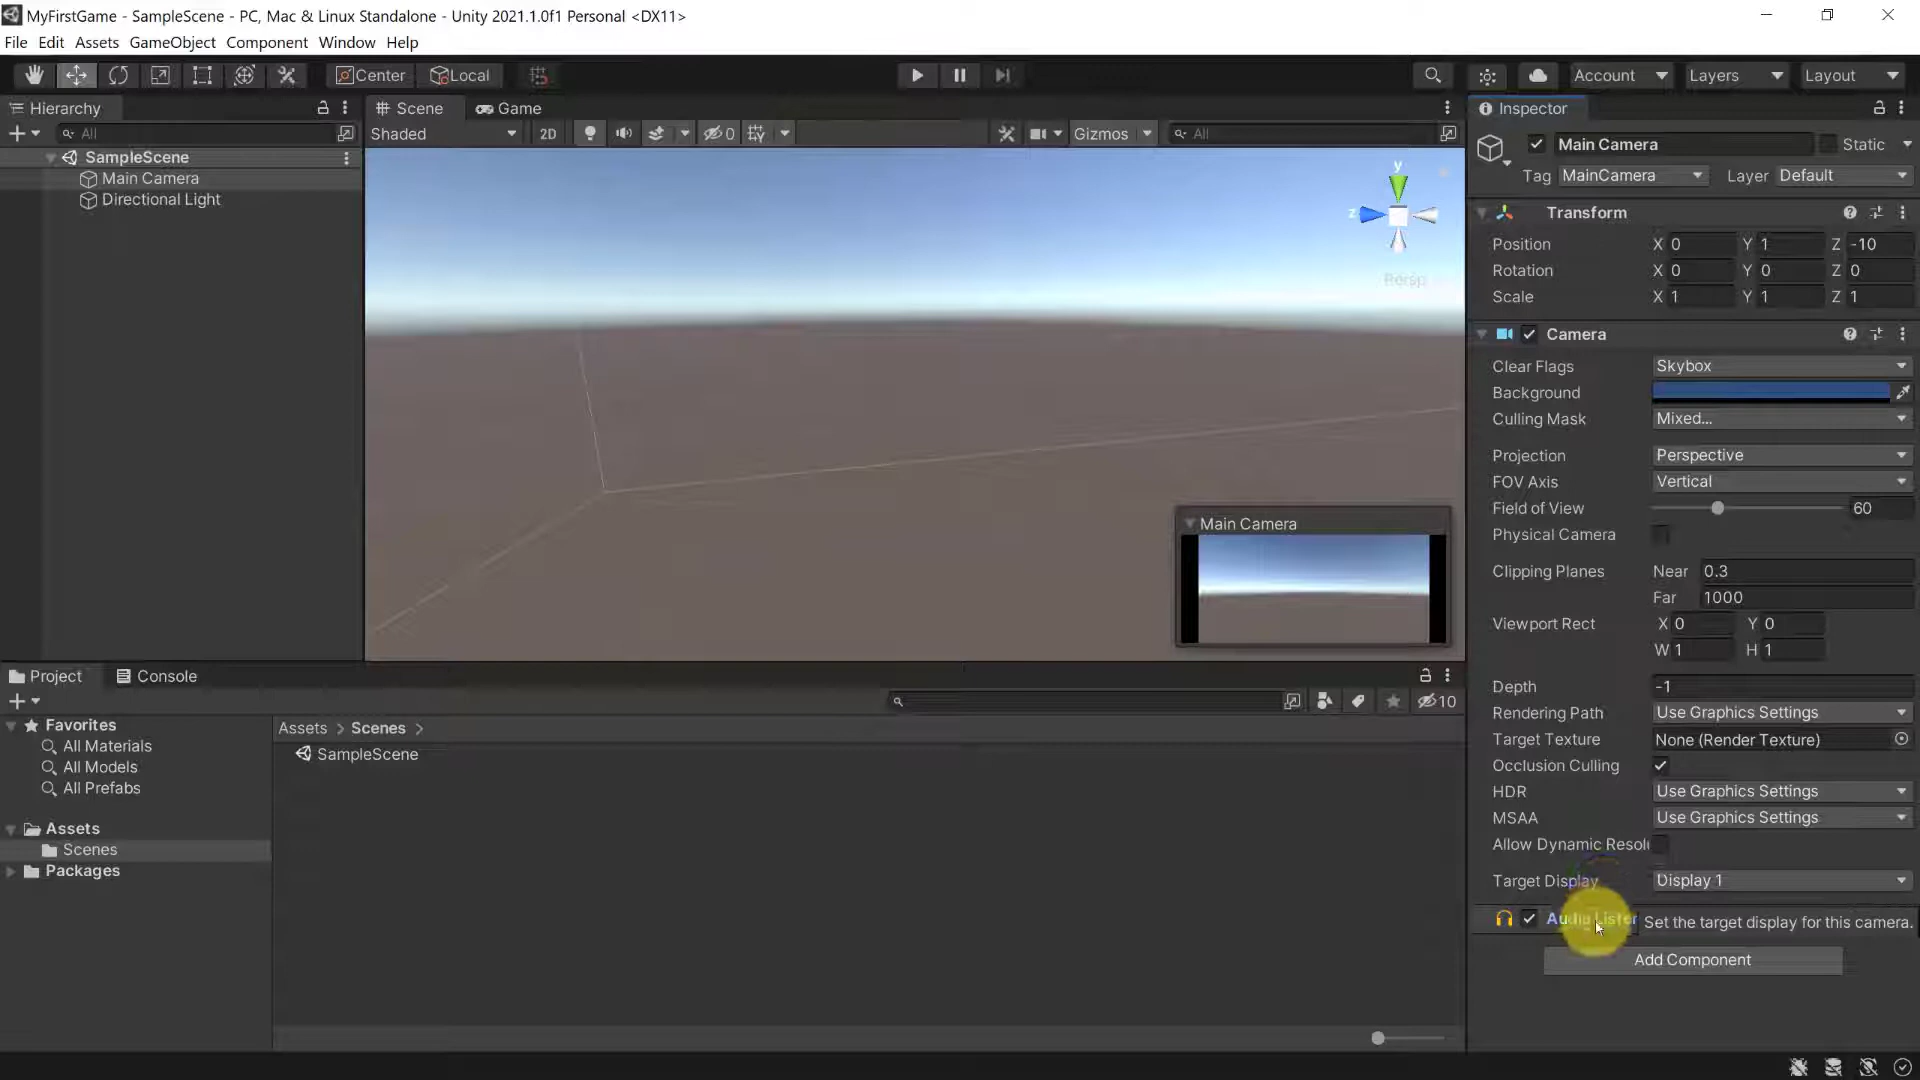 MyFirstGame - SampleScene - PC, Mac & Linux Standalone - Unity 2021.1.0f1 Personal <DX11>
File Edit Assets GameObject Component Window Help
Center Local Account Layers Layout
Hierarchy
All
SampleScene
Main Camera
Directional Light
Scene Game
Shaded 2D 0 Gizmos All
y
z
Persp
Main Camera
Inspector
Main Camera Static
Tag MainCamera Layer Default
Transform
Position X 0 Y 1 Z -10
Rotation X 0 Y 0 Z 0
Scale X 1 Y 1 Z 1
Camera
Clear Flags Skybox
Background
Culling Mask Mixed...
Projection Perspective
FOV Axis Vertical
Field of View 60
Physical Camera
Clipping Planes Near 0.3
Far 1000
Viewport Rect X 0 Y 0
W 1 H 1
Depth -1
Rendering Path Use Graphics Settings
Target Texture None (Render Texture)
Occlusion Culling
HDR Use Graphics Settings
MSAA Use Graphics Settings
Allow Dynamic Resol
Target Display Display 1
Audio Lister Set the target display for this camera.
Add Component
Project Console
10
Favorites
All Materials
All Models
All Prefabs
Assets
Scenes
Packages
Assets > Scenes >
SampleScene